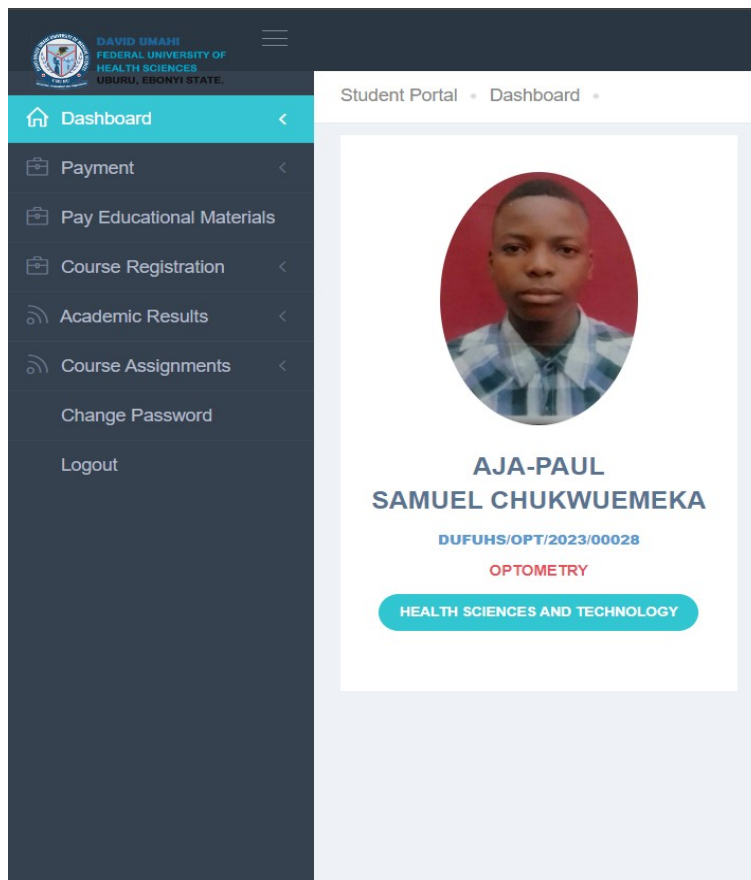 DAVID UMAHI
FEDERAL UNIVERSITY OF
HEALTH SCIENCES
UBURU, EBONYI STATE.
Student Portal
Dashboard
Dashboard
Payment
Pay Educational Materials
Course Registration
Academic Results
Course Assignments
Change Password
Logout
AJA-PAUL
SAMUEL CHUKWUEMEKA
DUFUHS/OPT/2023/00028
OPTOMETRY
HEALTH SCIENCES AND TECHNOLOGY